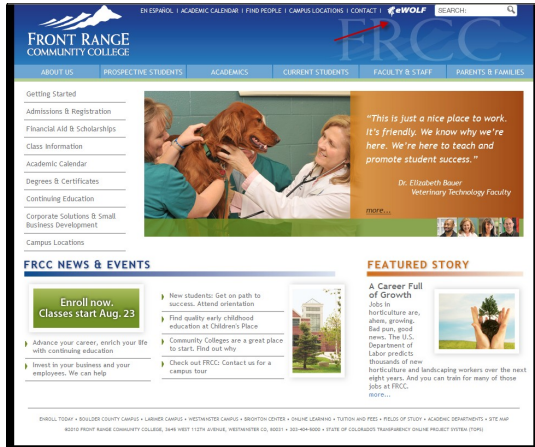 EN ESPAÑOL | ACADEMIC CALENDAR | FIND PEOPLE | CAMPUS LOCATIONS | CONTACT | eWOLF SEARCH:
FRCC
FRONT RANGE
COMMUNITY COLLEGE
ABOUT US PROSPECTIVE STUDENTS ACADEMICS CURRENT STUDENTS FACULTY & STAFF PARENTS & FAMILIES
Getting Started
Admissions & Registration
Financial Aid & Scholarships
Class Information
Academic Calendar
Degrees & Certificates
Continuing Education
Corporate Solutions & Small
Business Development
Campus Locations
"This is just a nice place to work.
It's friendly. We know why we're
here. We're here to teach and
promote student success."
Dr. Elizabeth Bauer
Veterinary Technology Faculty
more...
FRCC NEWS & EVENTS
Enroll now.
Classes start Aug. 23
Advance your career, enrich your life
with continuing education
Invest in your business and your
employees. We can help
New students: Get on path to
success. Attend orientation
Find quality early childhood
education at Children's Place
Community Colleges are a great place
to start. Find out why
Check out FRCC: Contact us for a
campus tour
FEATURED STORY
A Career Full
of Growth
Jobs in
horticulture are,
ahem, growing.
Bad pun, good
news. The U.S.
Department of
Labor predicts
thousands of new
horticulture and landscaping workers over the next
eight years. And you can train for many of those
jobs at FRCC.
more...
ENROLL TODAY • BOULDER COUNTY CAMPUS • LARIMER CAMPUS • WESTMINSTER CAMPUS • BRIGHTON CENTER • ONLINE LEARNING • TUITION AND FEES • FIELDS OF STUDY • ACADEMIC DEPARTMENTS • SITE MAP
©2010 FRONT RANGE COMMUNITY COLLEGE, 3645 WEST 112TH AVENUE, WESTMINSTER CO, 80031 • 303-404-5000 • STATE OF COLORADO'S TRANSPARENCY ONLINE PROJECT SYSTEM (TOPS)